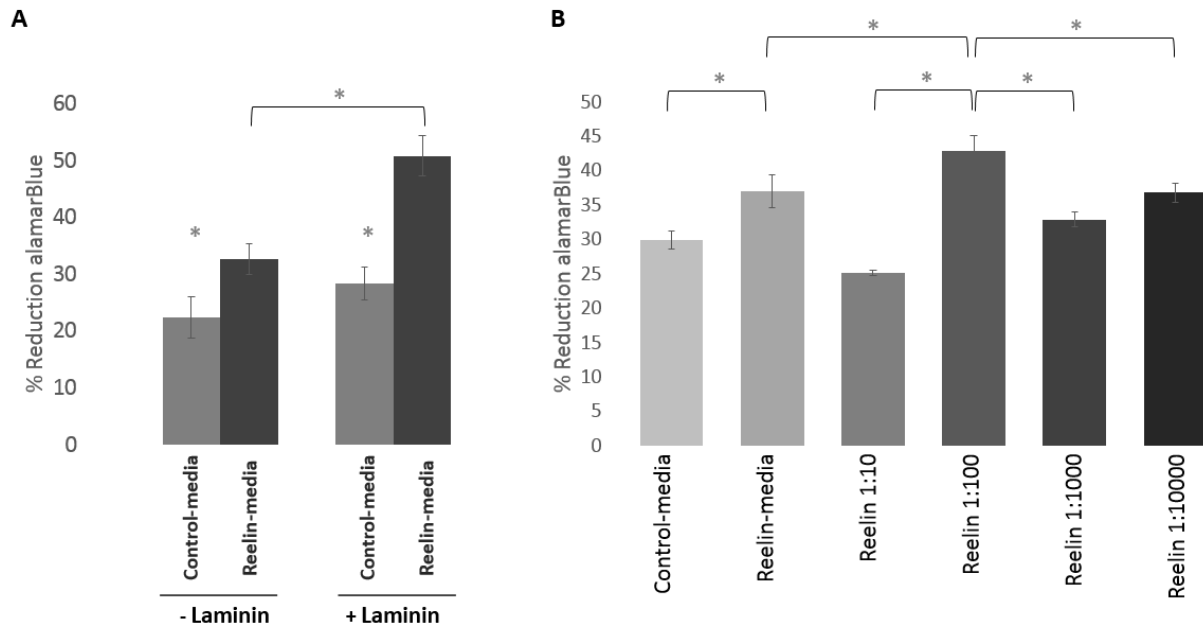 A
% Reduction alamarBlue
60
50
40
30
20
10
0
*
*
*
Control-media
Reelin-media
Control-media
Reelin-media
- Laminin
+ Laminin
B
% Reduction alamarBlue
50
45
40
35
30
25
20
15
10
5
0
*
*
*
*
*
Control-media
Reelin-media
Reelin 1:10
Reelin 1:100
Reelin 1:1000
Reelin 1:10000